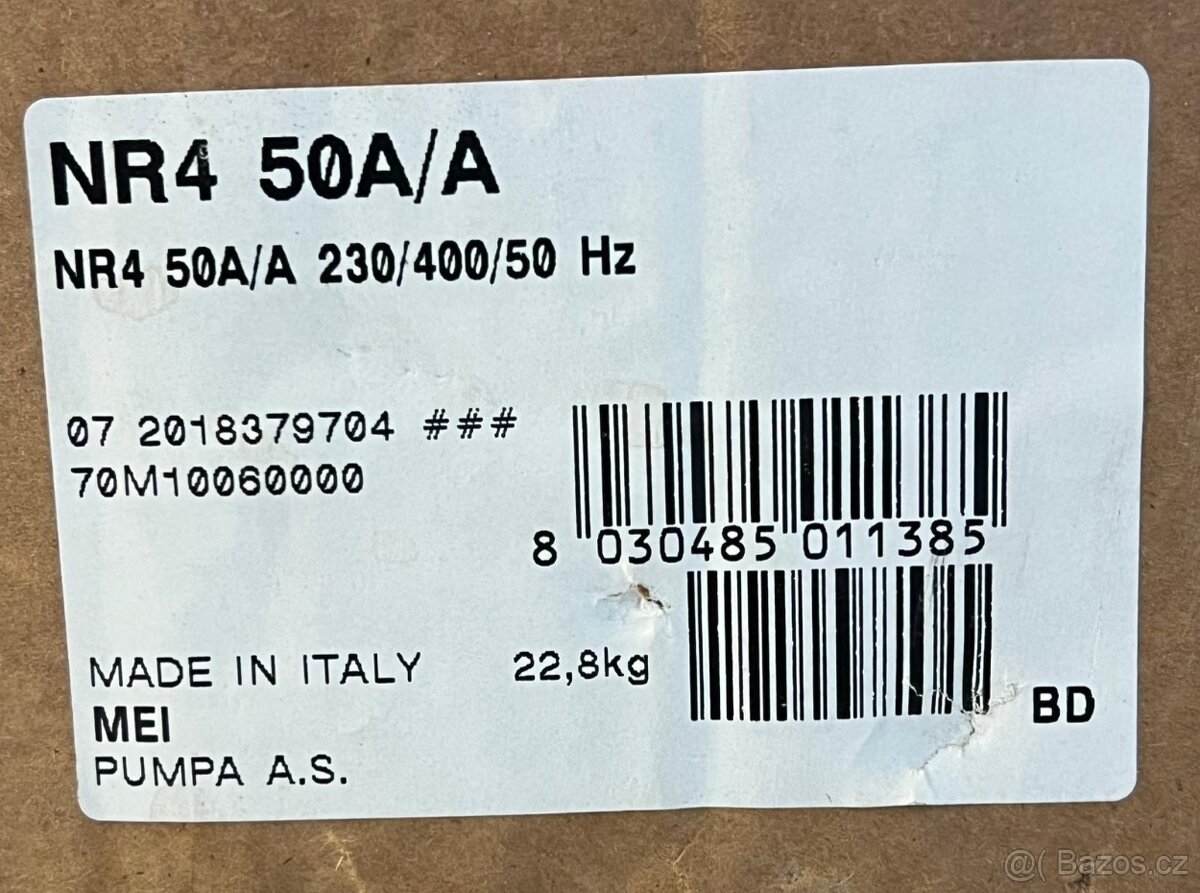 NR4 50A/A
NR4 50A/A 230/400/50 Hz
07 2018379704 ###
70M10060000
8 030485 011385
MADE IN ITALY 22,8kg
MEI BD
PUMPA A.S.
@( Bazos.cz